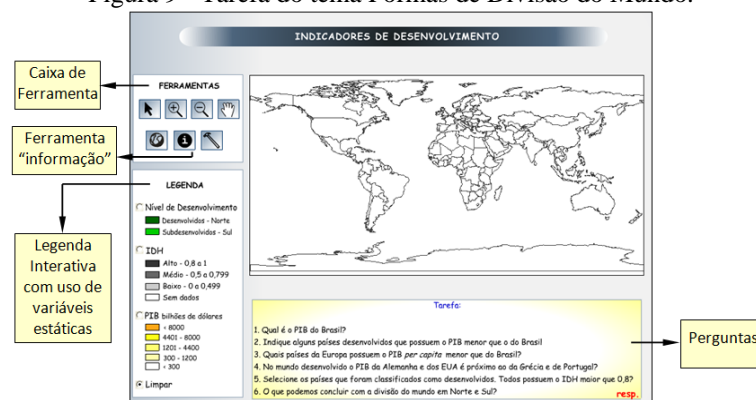 Figura 9 - Tarefa do tema Formas de Divisão do Mundo.
INDICADORES DE DESENVOLVIMENTO
Caixa de
Ferramenta
FERRAMENTAS
Ferramenta
“informação”
LEGENDA
Nível de Desenvolvimento
Desenvolvidos - Norte
Subdesenvolvidos - Sul
IDH
Alto - 0,8 a 1
Médio - 0,5 a 0,799
Baixo - 0 a 0,499
Sem dados
PIB bilhões de dólares
< 8000
4401 - 8000
1201 - 4400
300 - 1200
< 300
Limpar
Legenda
Interativa
com uso de
variáveis
estáticas
Tarefa:
1. Qual é o PIB do Brasil?
2. Indique alguns países desenvolvidos que possuem o PIB menor que o do Brasil
3. Quais países da Europa possuem o PIB per capita menor que do Brasil?
4. No mundo desenvolvido o PIB da Alemanha e dos EUA é próximo ao da Grécia e de Portugal?
5. Selecione os países que foram classificados como desenvolvidos. Todos possuem o IDH maior que 0,8?
6. O que podemos concluir com a divisão do mundo em Norte e Sul?
resp.
Perguntas